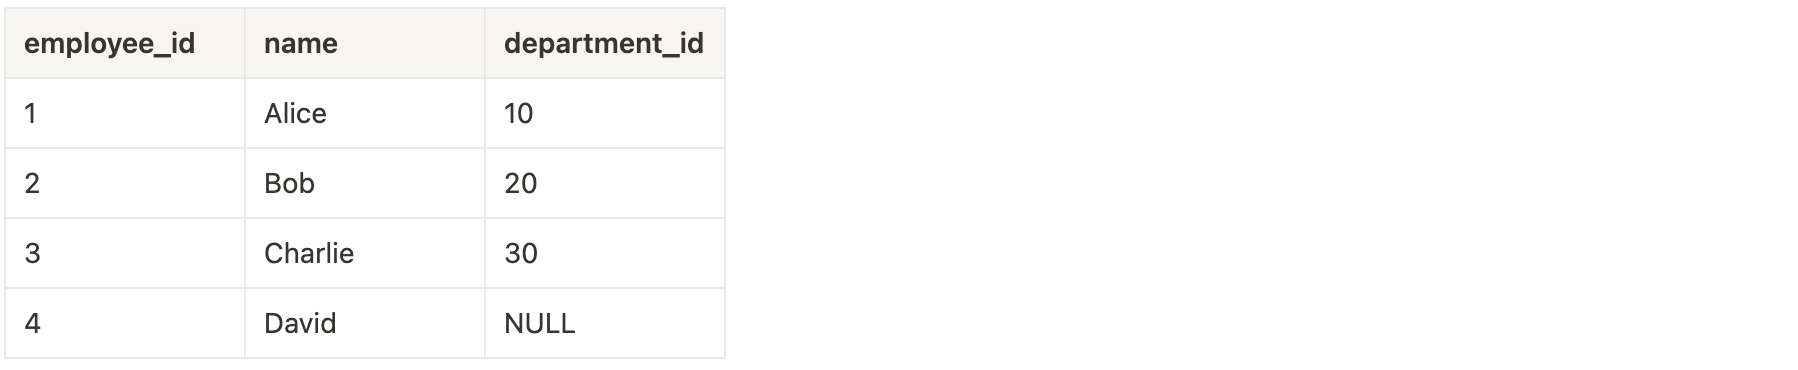 employee_id name department_id
1 Alice 10
2 Bob 20
3 Charlie 30
4 David NULL